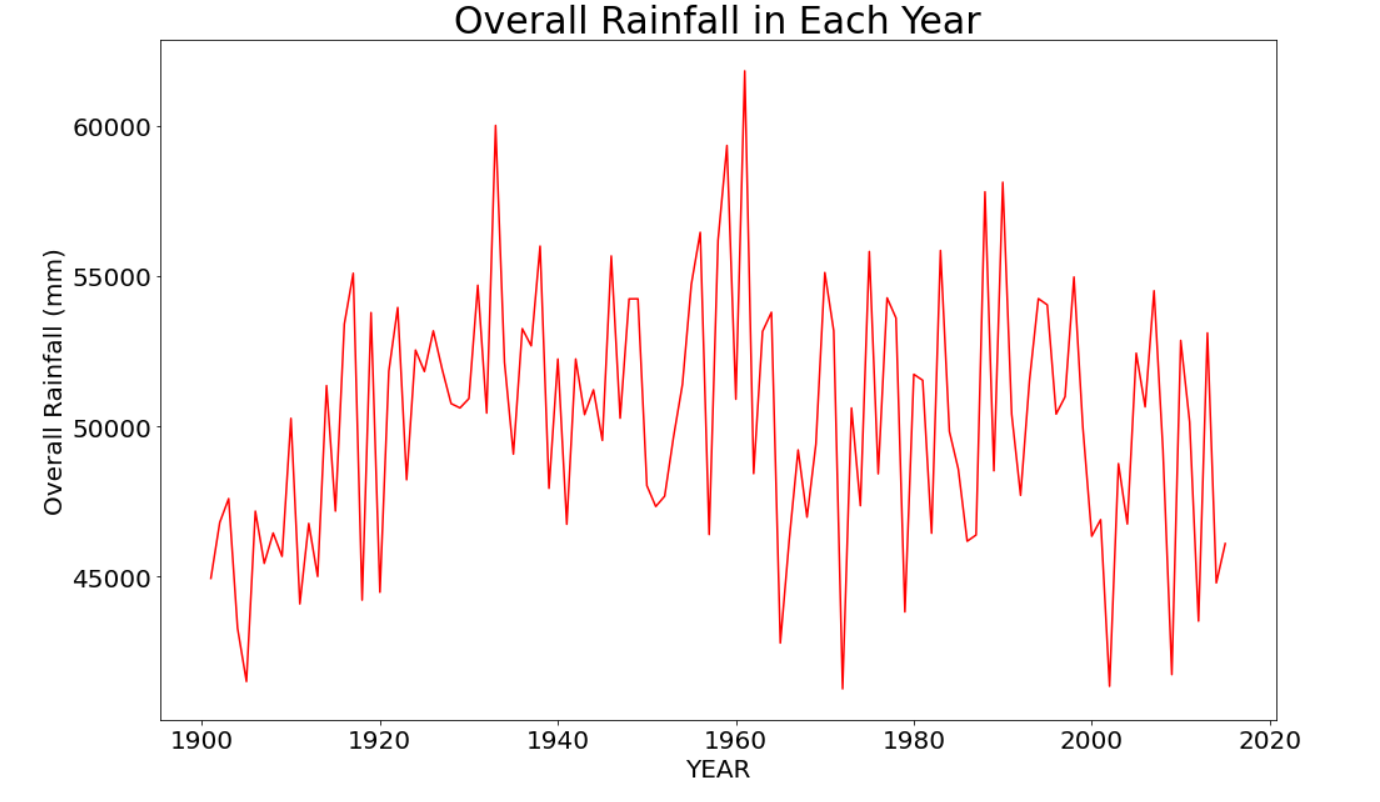 Overall Rainfall in Each Year
60000
55000
50000
45000
Overall Rainfall (mm)
1900 1920 1940 1960 1980 2000 2020
YEAR